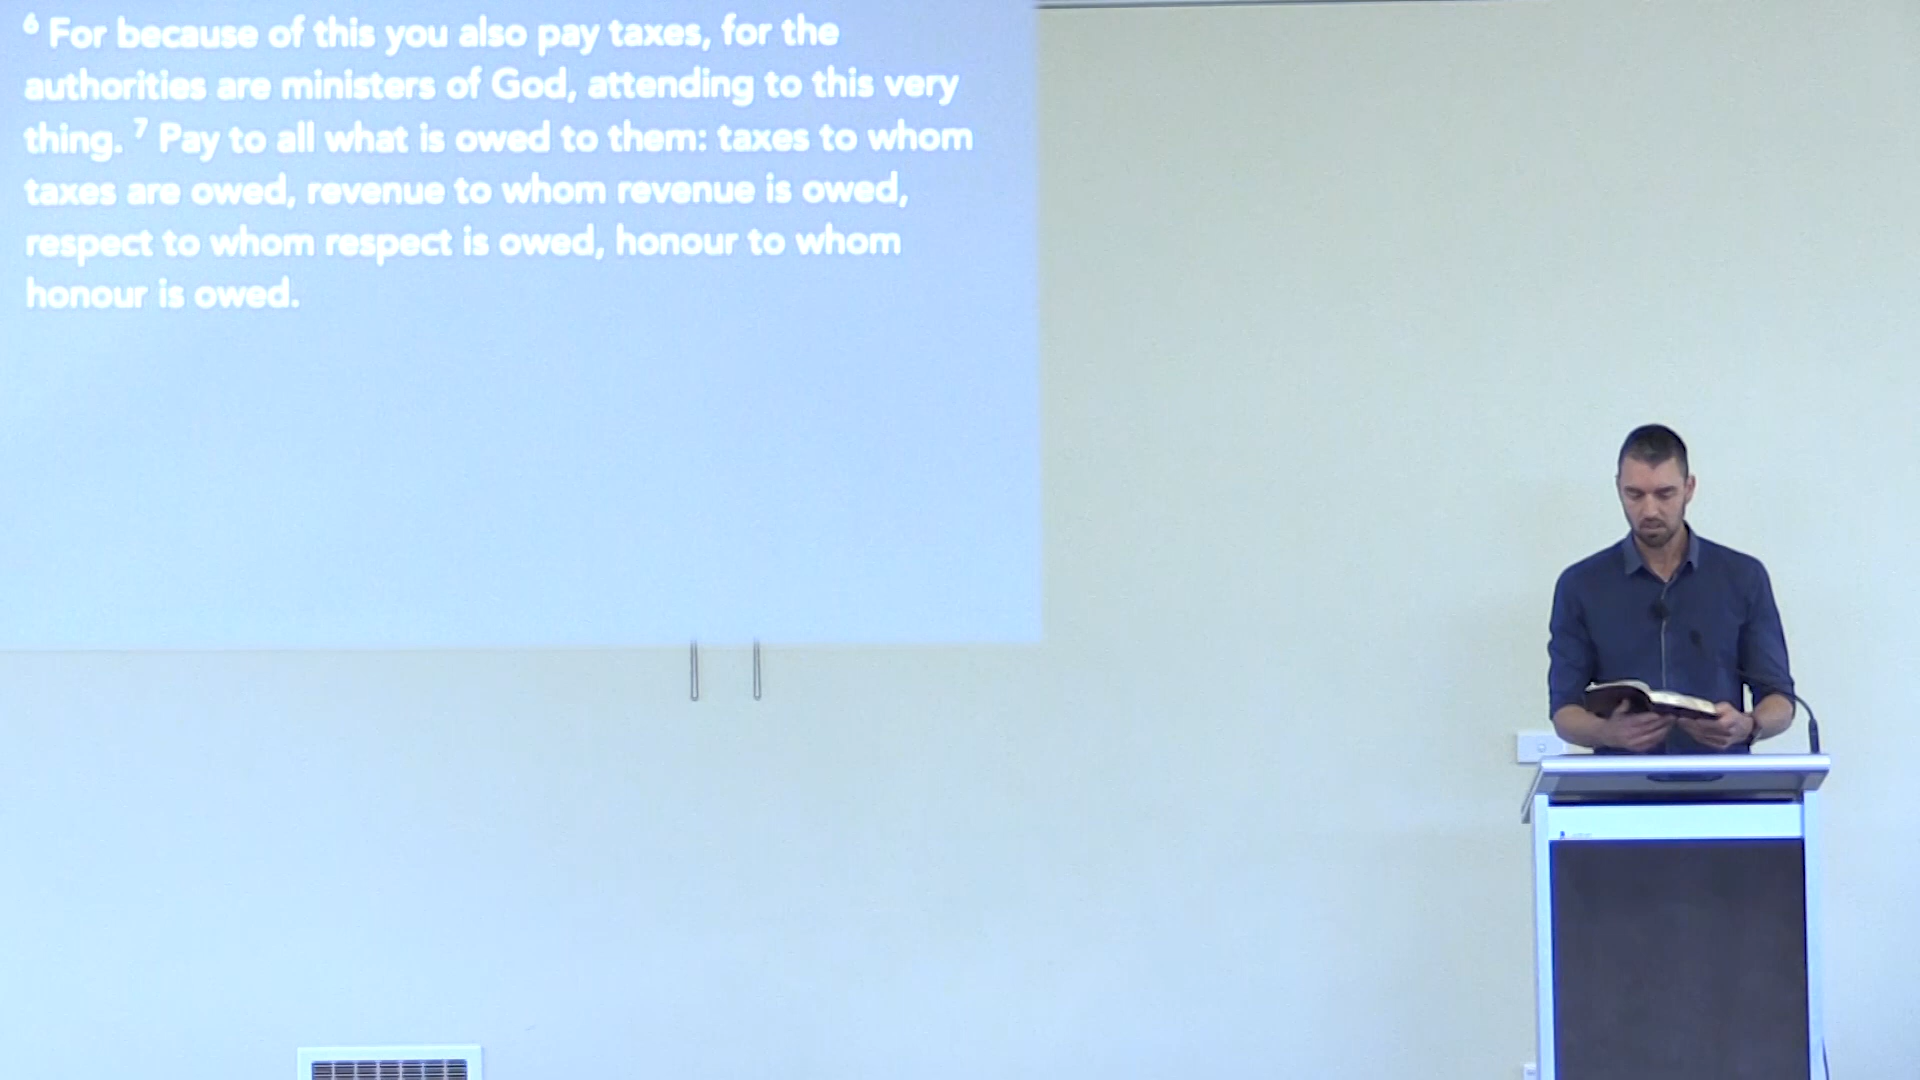 6 For because of this you also pay taxes, for the
authorities are ministers of God, attending to this very
thing. 7 Pay to all what is owed to them: taxes to whom
taxes are owed, revenue to whom revenue is owed,
respect to whom respect is owed, honour to whom
honour is owed.